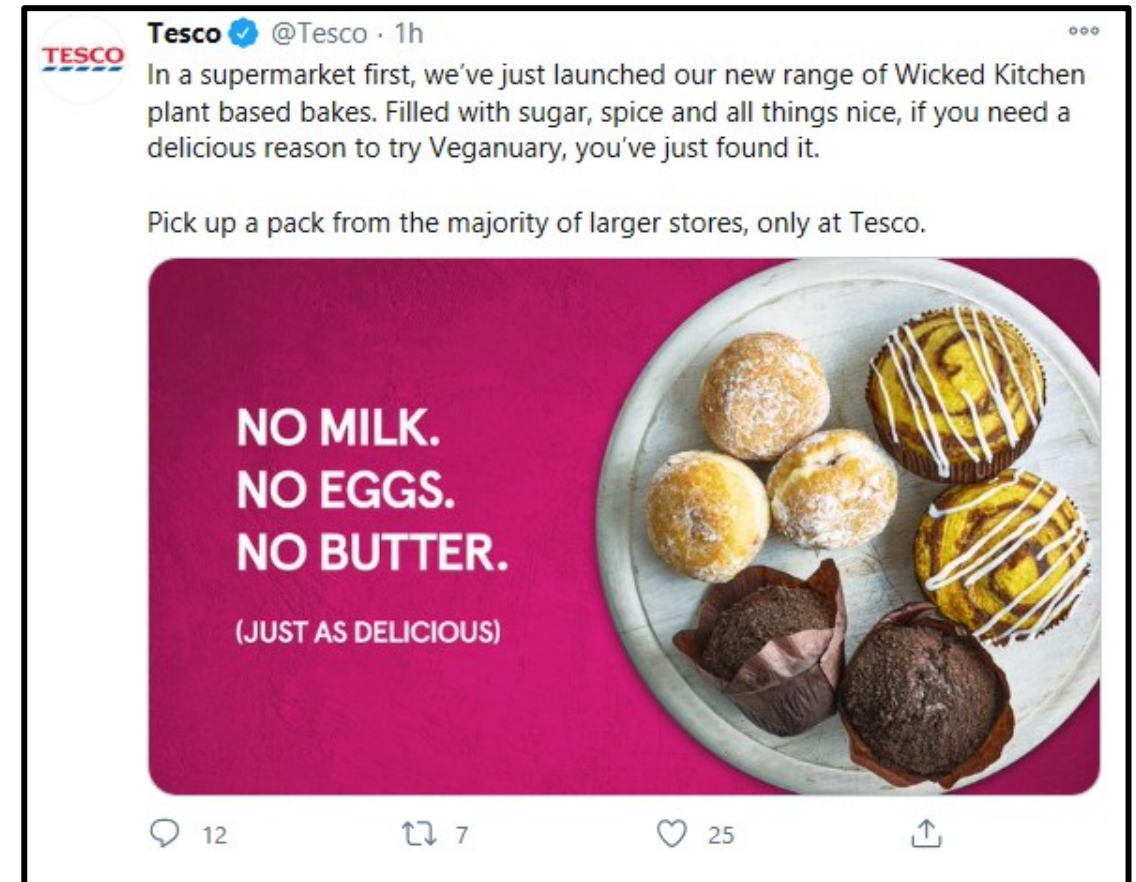 TESCO
Tesco @Tesco · 1h
In a supermarket first, we’ve just launched our new range of Wicked Kitchen
plant based bakes. Filled with sugar, spice and all things nice, if you need a
delicious reason to try Veganuary, you’ve just found it.
Pick up a pack from the majority of larger stores, only at Tesco.
NO MILK.
NO EGGS.
NO BUTTER.
(JUST AS DELICIOUS)
12 7 25